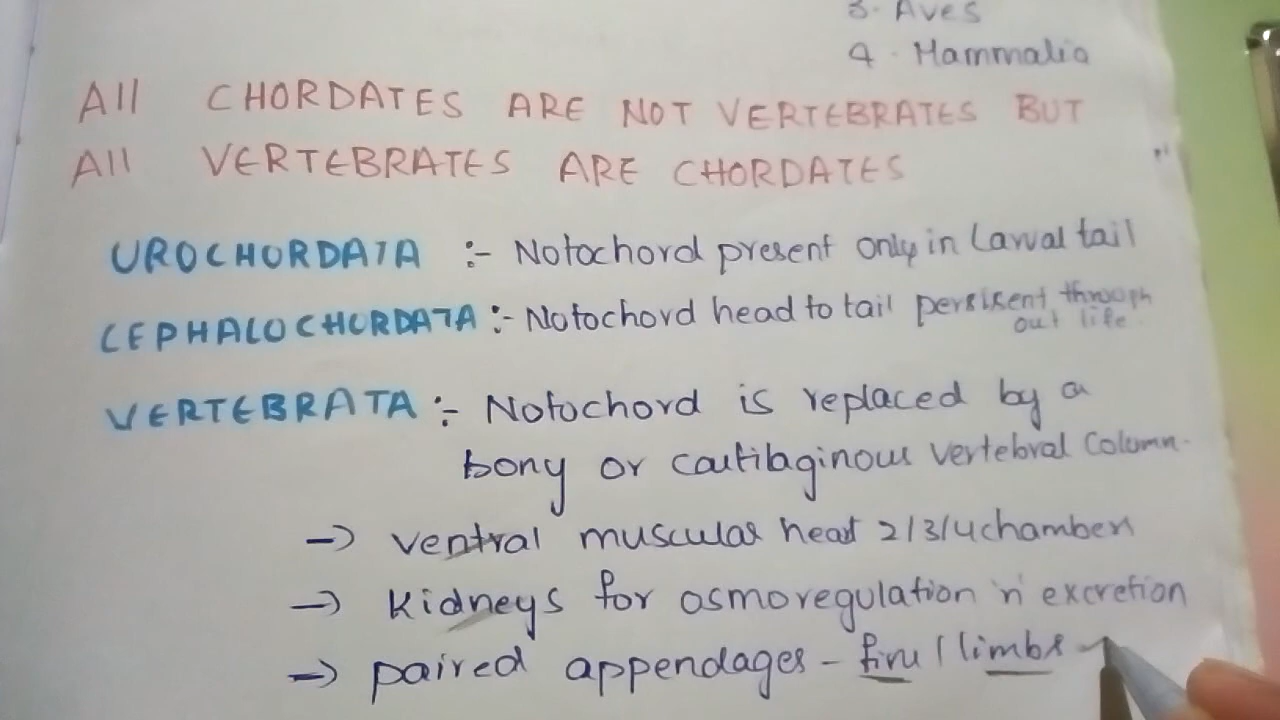 3. Aves
4. Mammalia
All CHORDATES ARE NOT VERTEBRATES BUT
All VERTEBRATES ARE CHORDATES
UROCHORDATA :- Notochord present only in Larval tail
CEPHALOCHORDATA :- Notochord head to tail persisent through
out life.
VERTEBRATA :- Notochord is replaced by a
bony or cartilaginous vertebral column.
→ ventral muscular heart 2/3/4 chambers
→ kidneys for osmoregulation 'n' excretion
→ paired appendages - fins / limbs